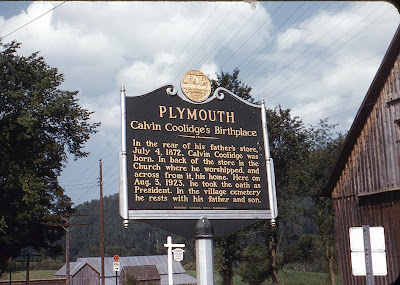 PLYMOUTH
Calvin Coolidge's Birthplace
In the rear of his father's store,
July 4, 1872, Calvin Coolidge was
born. In back of the store is the
Church where he worshipped, and
across from it, his home. Here on
Aug. 3, 1923, he took the oath as
President. In the village cemetery
he rests with his father and son.